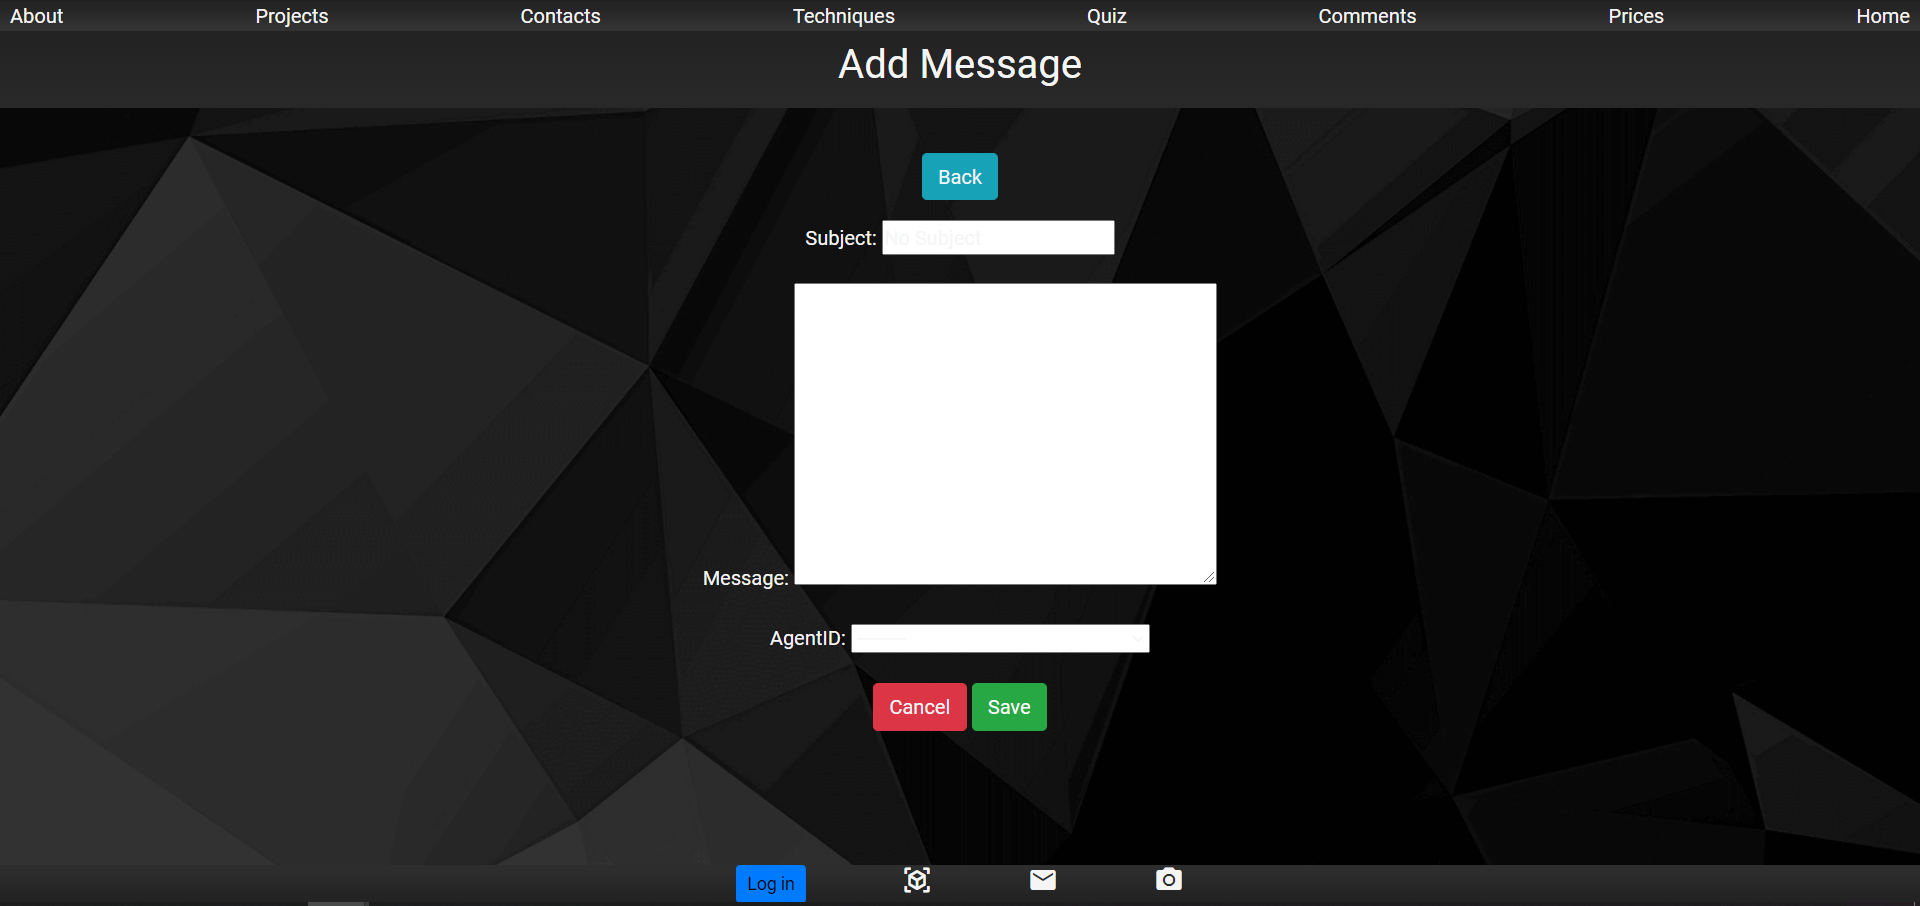 About Projects Contacts Techniques Quiz Comments Prices Home
Add Message
Back
Subject: No Subject
Message:
AgentID: ---------
Cancel Save
Log in